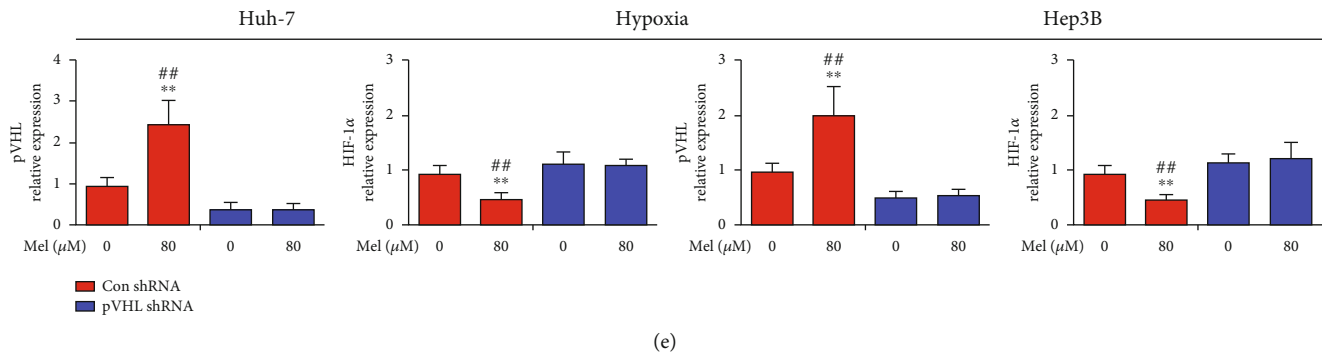 Huh-7 Hypoxia Hep3B
pVHL
relative expression
4
3
2
1
0
##
**
Mel (μM) 0 80 0 80
HIF-1α
relative expression
3
2
1
0
##
**
Mel (μM) 0 80 0 80
pVHL
relative expression
3
2
1
0
##
**
Mel (μM) 0 80 0 80
HIF-1α
relative expression
3
2
1
0
##
**
Mel (μM) 0 80 0 80
Con shRNA
pVHL shRNA
(e)